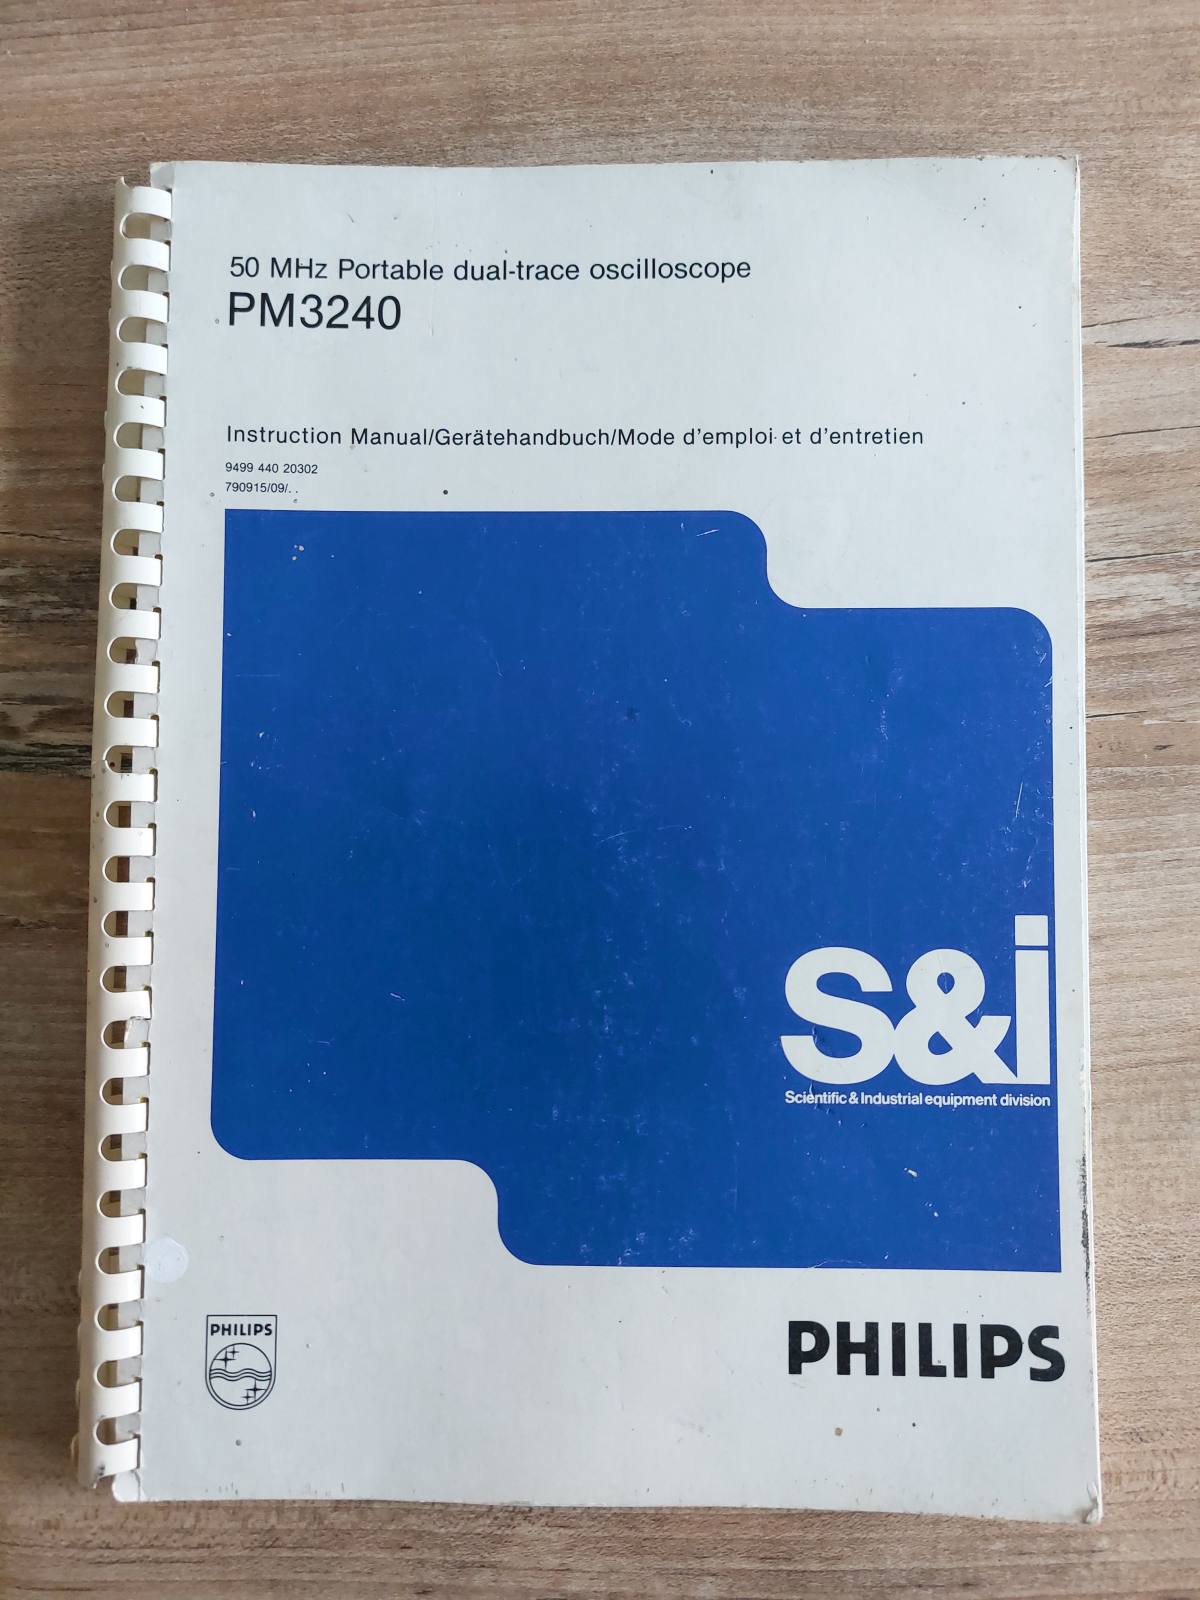 50 MHz Portable dual-trace oscilloscope
PM3240
Instruction Manual/Gerätehandbuch/Mode d'emploi et d'entretien
9499 440 20302
790915/09/. .
S&i
Scientific & Industrial equipment division
PHILIPS
PHILIPS